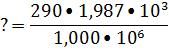 ? = 290 • 1,987 • 10³ / 1,000 • 10⁶